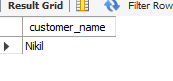 Result Grid Filter Row
customer_name
Nikil